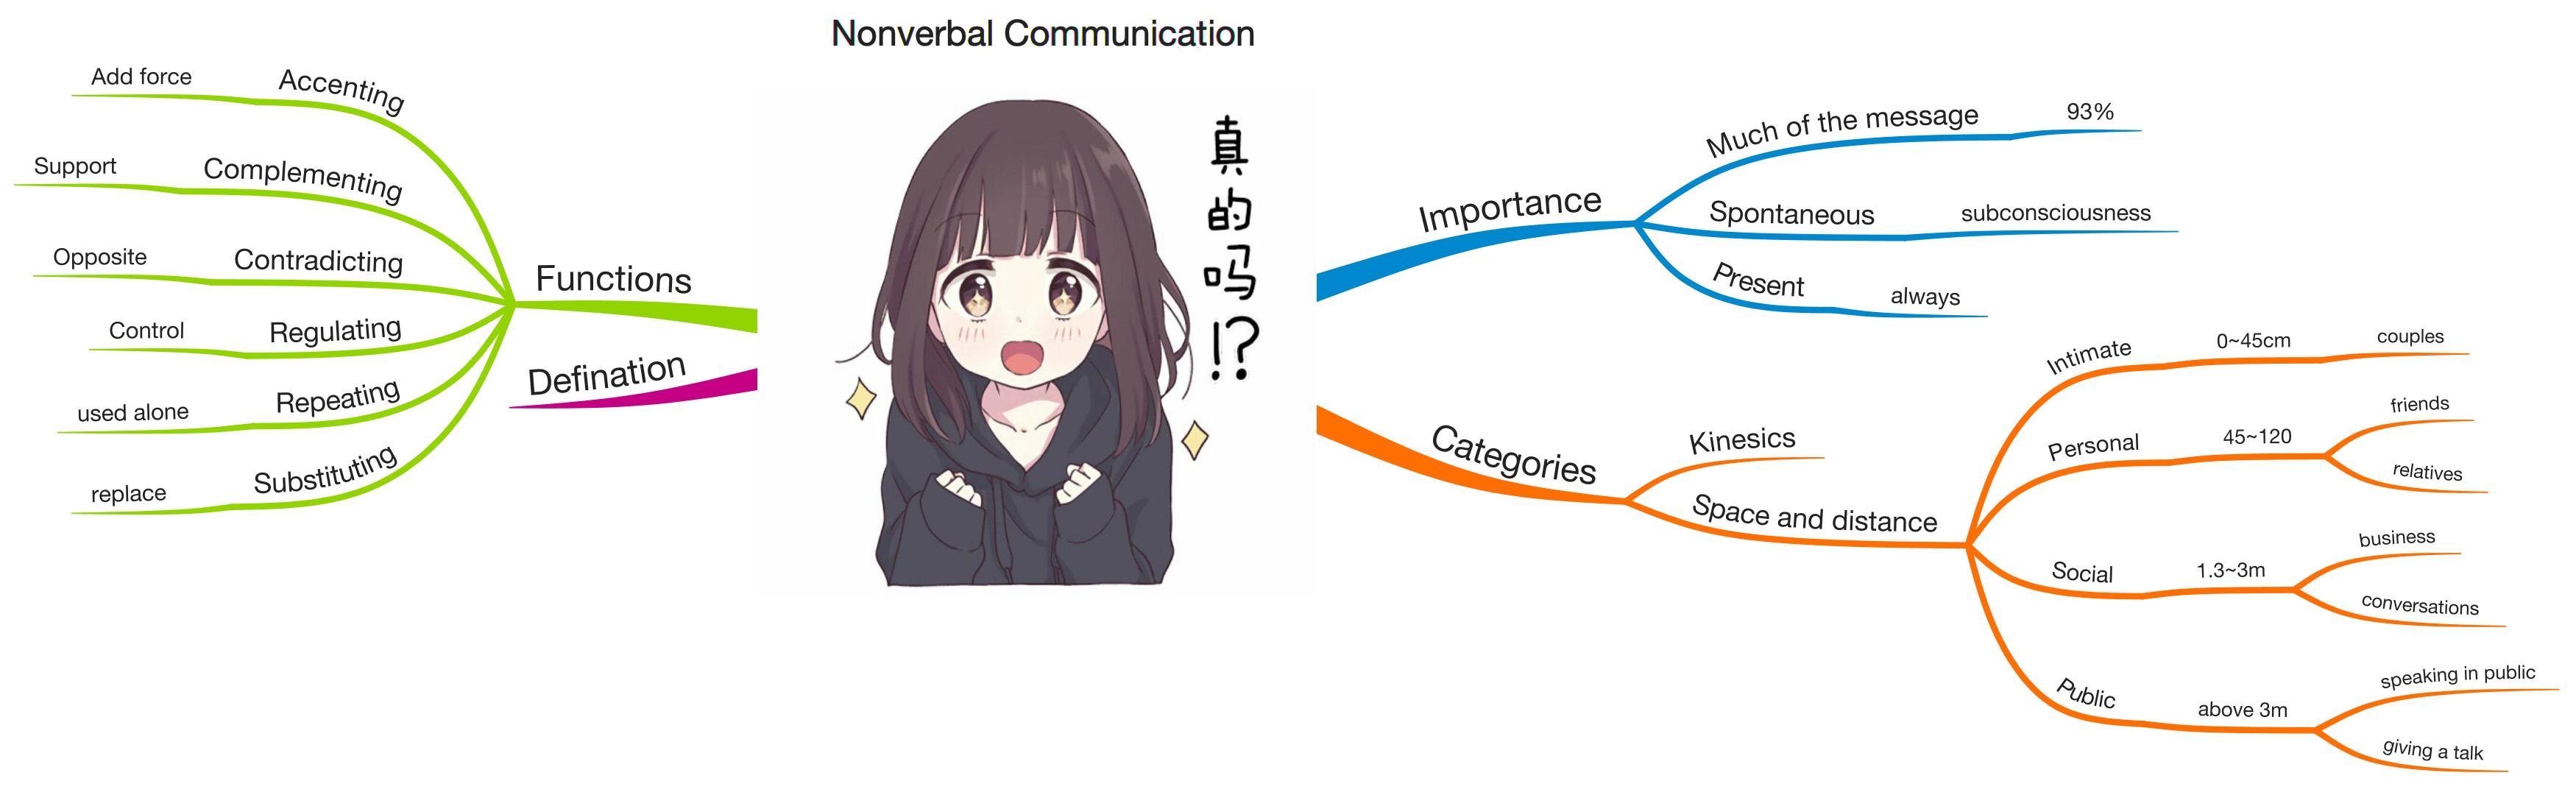 Nonverbal Communication
Add force
Accenting
Support
Complementing
Opposite
Contradicting
Control
Regulating
used alone
Repeating
replace
Substituting
Functions
Defination
真
的
吗
!?
Importance
Much of the message
93%
Spontaneous
subconsciousness
Present
always
Categories
Kinesics
Space and distance
Intimate
0~45cm
couples
Personal
45~120
friends
relatives
Social
1.3~3m
business
conversations
Public
above 3m
speaking in public
giving a talk